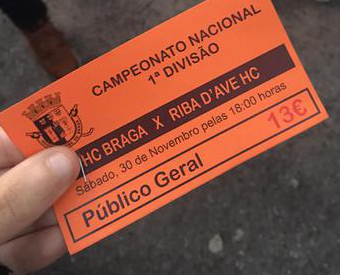 CAMPEONATO NACIONAL
1ª DIVISÃO
HC BRAGA X RIBA D'AVE HC
Sábado, 30 de Novembro pelas 18:00 horas
Público Geral 13€